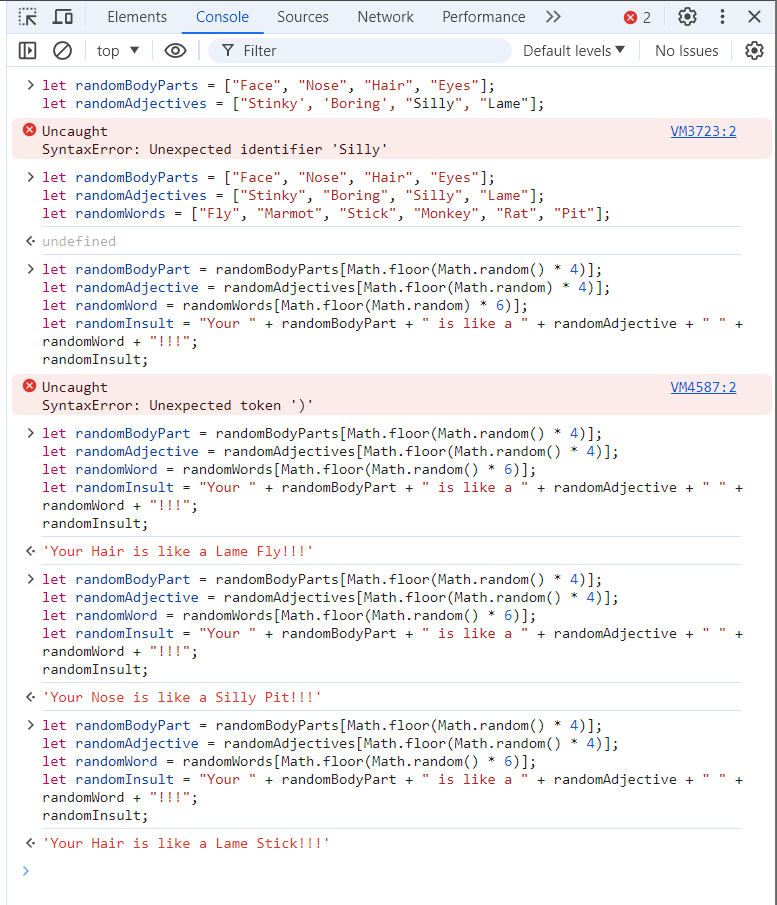 Elements Console Sources Network Performance 2
top Filter Default levels No Issues
let randomBodyParts = ["Face", "Nose", "Hair", "Eyes"];
let randomAdjectives = ["Stinky', 'Boring', "Silly", "Lame"];
Uncaught VM3723:2
SyntaxError: Unexpected identifier 'Silly'
let randomBodyParts = ["Face", "Nose", "Hair", "Eyes"];
let randomAdjectives = ["Stinky", "Boring", "Silly", "Lame"];
let randomWords = ["Fly", "Marmot", "Stick", "Monkey", "Rat", "Pit"];
undefined
let randomBodyPart = randomBodyParts[Math.floor(Math.random() * 4)];
let randomAdjective = randomAdjectives[Math.floor(Math.random) * 4)];
let randomWord = randomWords[Math.floor(Math.random) * 6)];
let randomInsult = "Your " + randomBodyPart + " is like a " + randomAdjective + " " +
randomWord + "!!!";
randomInsult;
Uncaught VM4587:2
SyntaxError: Unexpected token ')'
let randomBodyPart = randomBodyParts[Math.floor(Math.random() * 4)];
let randomAdjective = randomAdjectives[Math.floor(Math.random() * 4)];
let randomWord = randomWords[Math.floor(Math.random() * 6)];
let randomInsult = "Your " + randomBodyPart + " is like a " + randomAdjective + " " +
randomWord + "!!!";
randomInsult;
'Your Hair is like a Lame Fly!!!'
let randomBodyPart = randomBodyParts[Math.floor(Math.random() * 4)];
let randomAdjective = randomAdjectives[Math.floor(Math.random() * 4)];
let randomWord = randomWords[Math.floor(Math.random() * 6)];
let randomInsult = "Your " + randomBodyPart + " is like a " + randomAdjective + " " +
randomWord + "!!!";
randomInsult;
'Your Nose is like a Silly Pit!!!'
let randomBodyPart = randomBodyParts[Math.floor(Math.random() * 4)];
let randomAdjective = randomAdjectives[Math.floor(Math.random() * 4)];
let randomWord = randomWords[Math.floor(Math.random() * 6)];
let randomInsult = "Your " + randomBodyPart + " is like a " + randomAdjective + " " +
randomWord + "!!!";
randomInsult;
'Your Hair is like a Lame Stick!!!'